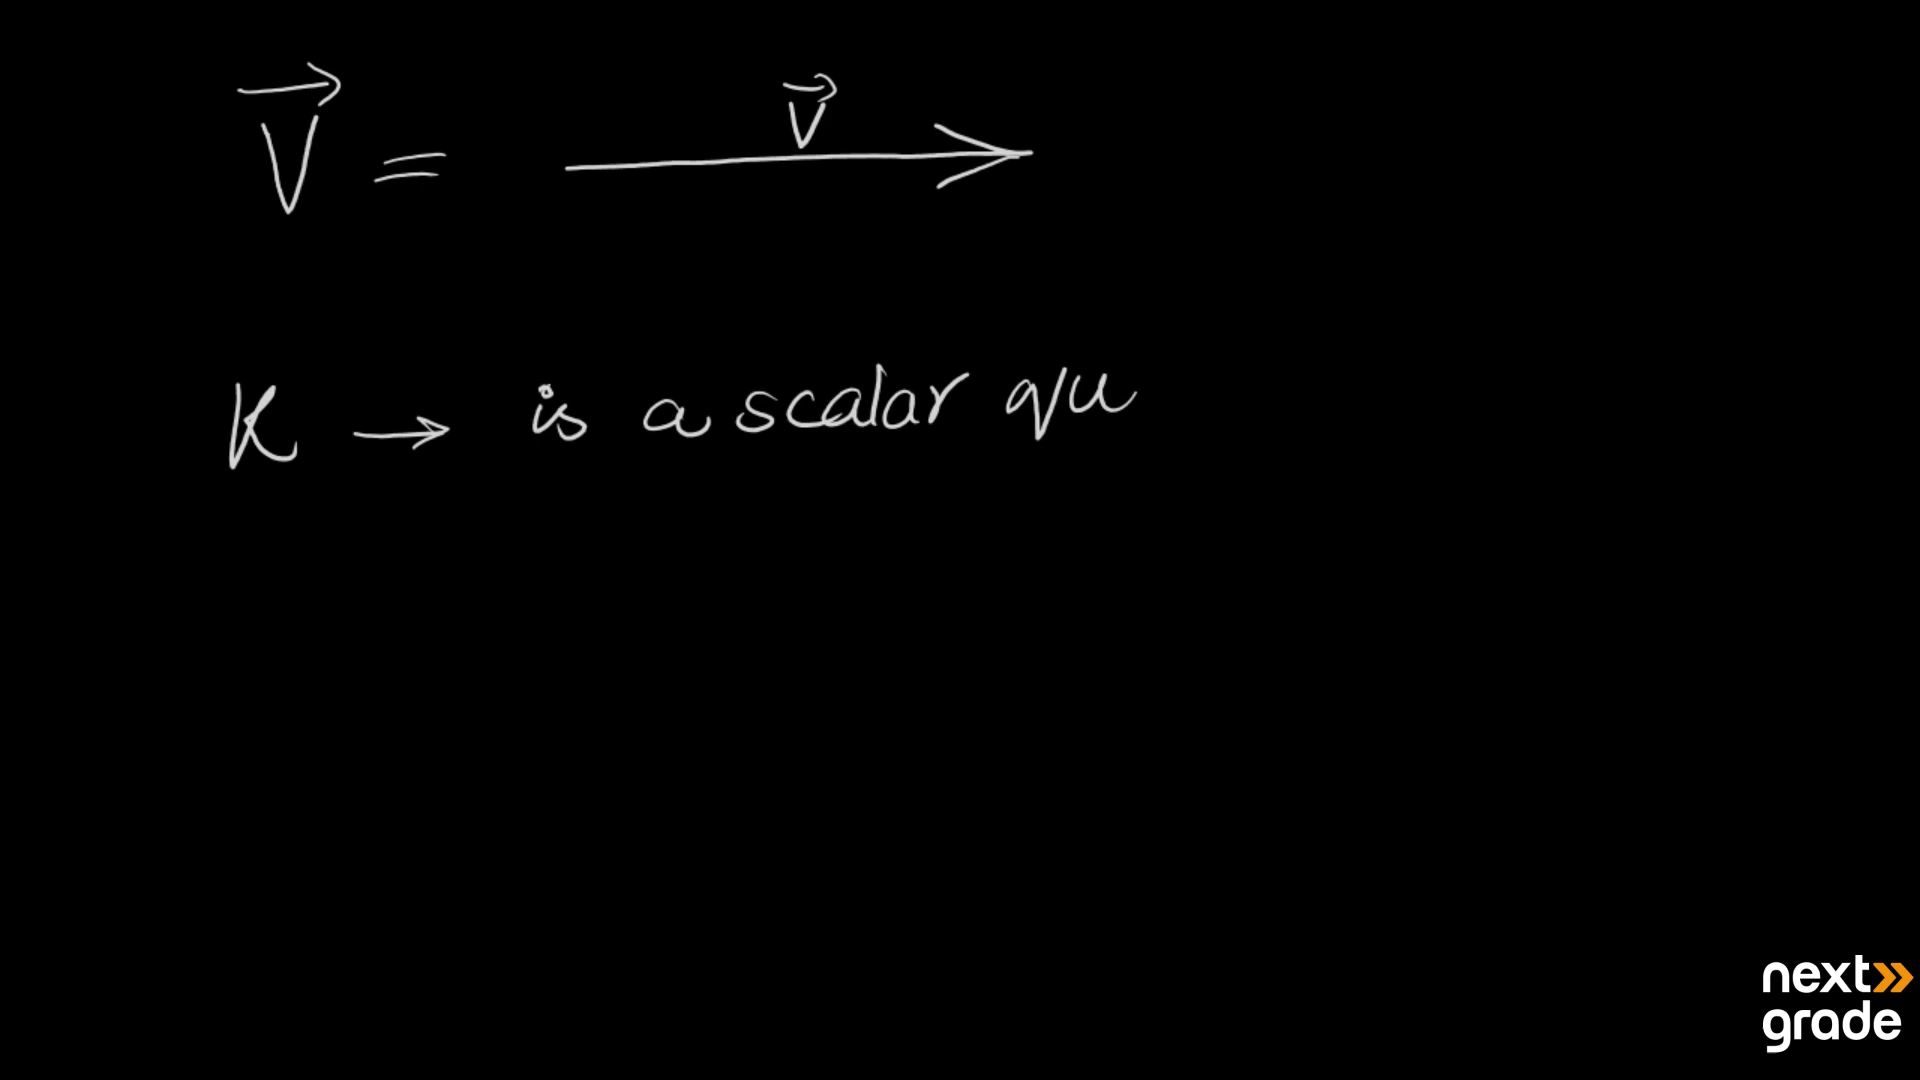 V⃗ = V⃗
K → is a scalar qu
next
grade